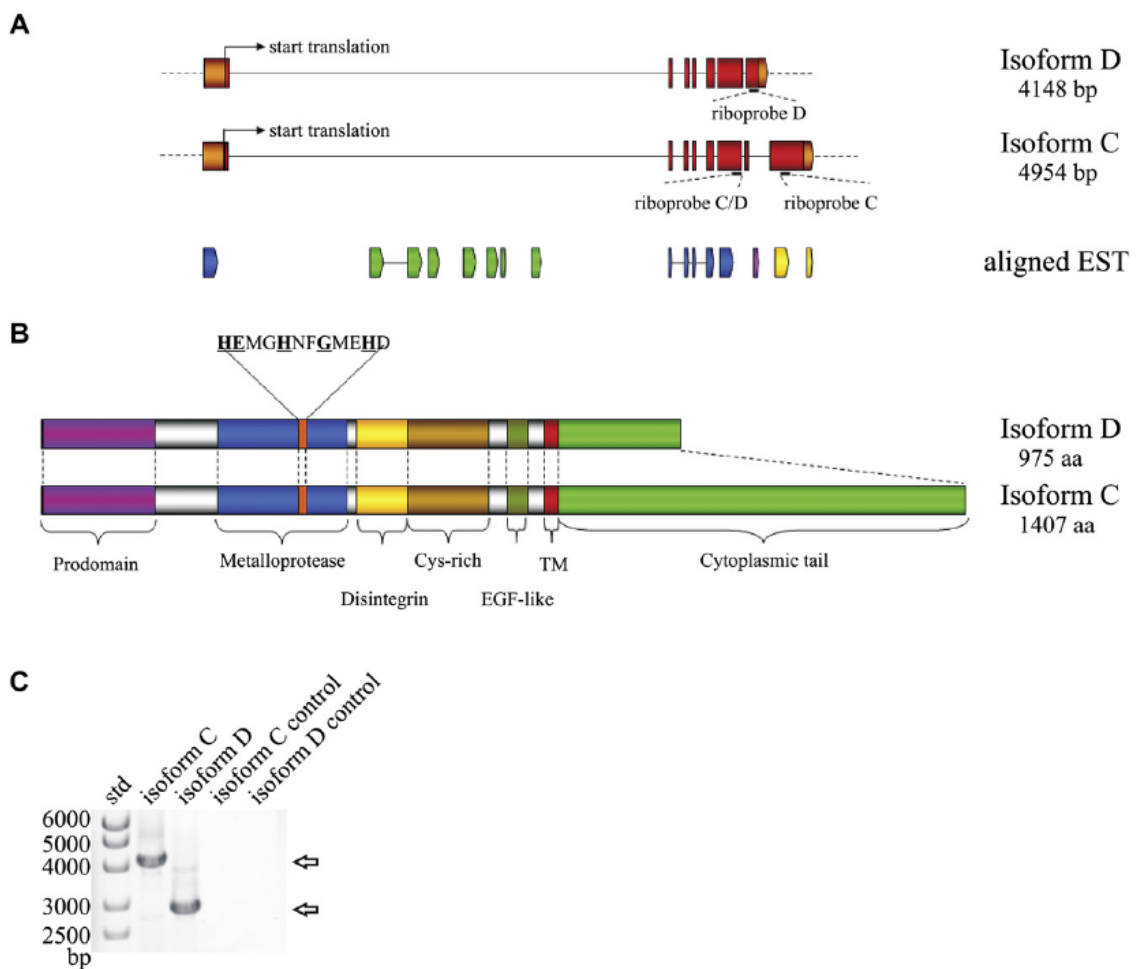 A
start translation
Isoform D
4148 bp
riboprobe D
start translation
Isoform C
4954 bp
riboprobe C/D
riboprobe C
aligned EST
B
HEMGHNFGMEHD
Isoform D
975 aa
Isoform C
1407 aa
Prodomain
Metalloprotease
Cys-rich
TM
Cytoplasmic tail
Disintegrin
EGF-like
C
std
isoform C
isoform D
isoform C control
isoform D control
6000
5000
4000
3000
2500
bp